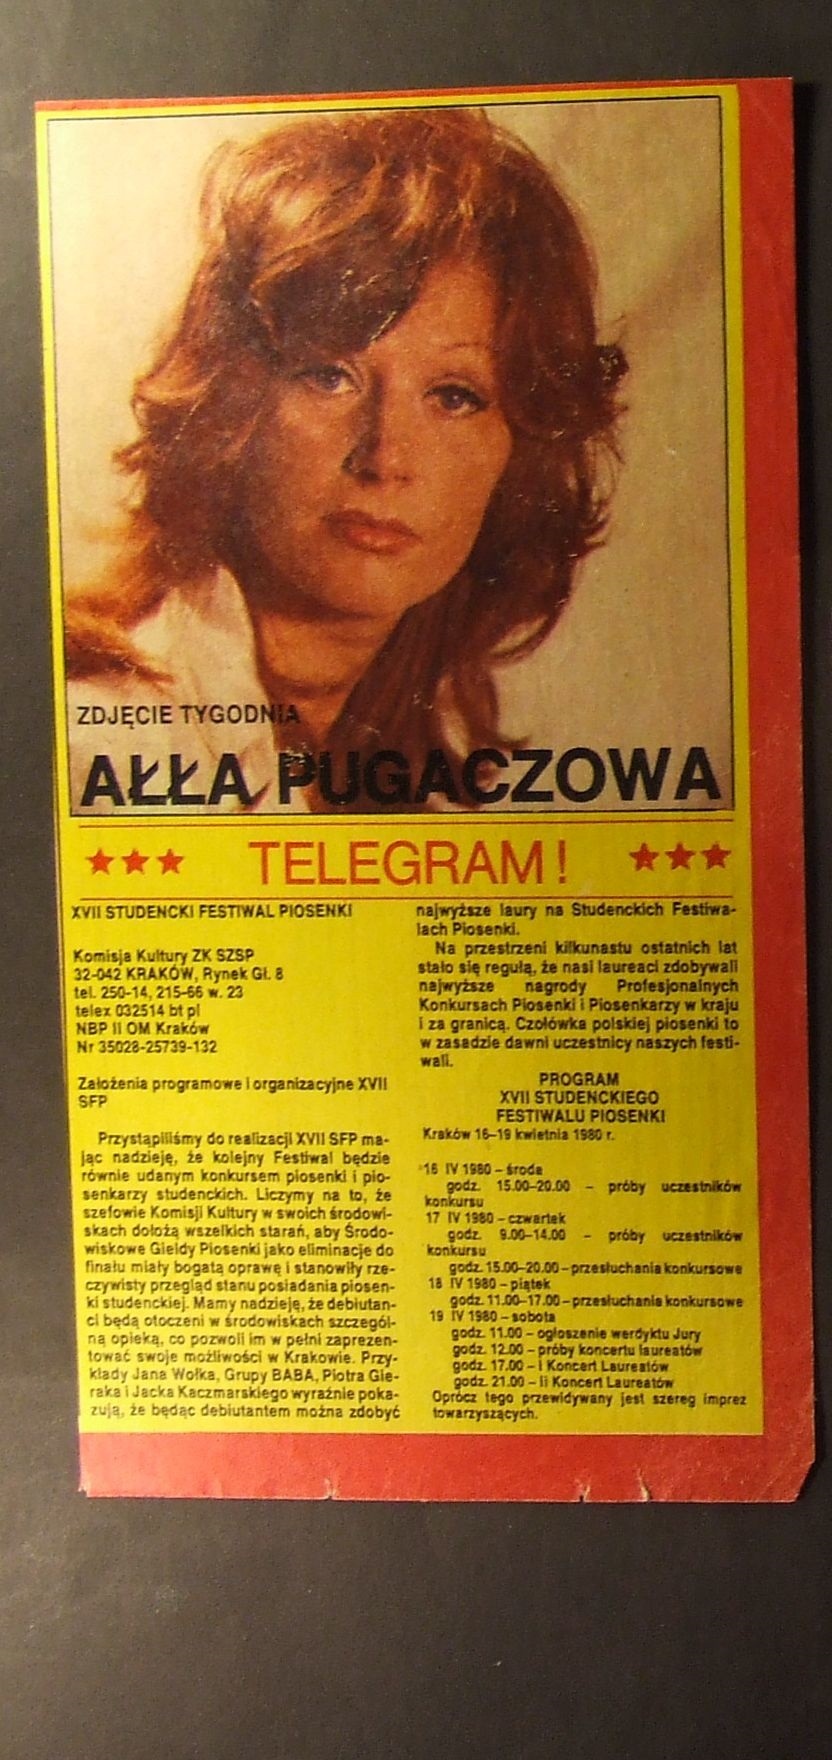 ZDJĘCIE TYGODNIA
AŁŁA PUGACZOWA
★★★ TELEGRAM! ★★★
XVII STUDENCKI FESTIWAL PIOSENKI
Komisja Kultury ZK SZSP
32-042 KRAKÓW, Rynek Gł. 8
tel. 250-14, 215-66 w. 23
telex 032514 bt pl
NBP II OM Kraków
Nr 35028-25739-132
Założenia programowe i organizacyjne XVII
SFP
Przystąpiliśmy do realizacji XVII SFP ma-
jąc nadzieję, że kolejny Festiwal będzie
równie udanym konkursem piosenki i pio-
senkarzy studenckich. Liczymy na to, że
szefowie Komisji Kultury w swoich środowi-
skach dołożą wszelkich starań, aby Środo-
wiskowe Giełdy Piosenki jako eliminacje do
finału miały bogatą oprawę i stanowiły rze-
czywisty przegląd stanu posiadania piosen-
ki studenckiej. Mamy nadzieję, że debiutan-
ci będą otoczeni w środowiskach szczegól-
ną opieką, co pozwoli im w pełni zaprezen-
tować swoje możliwości w Krakowie. Przy-
kłady Jana Wołka, Grupy BABA, Piotra Gie-
raka i Jacka Kaczmarskiego wyraźnie poka-
zują, że będąc debiutantem można zdobyć
najwyższe laury na Studenckich Festiwa-
lach Piosenki.
Na przestrzeni kilkunastu ostatnich lat
stało się regułą, że nasi laureaci zdobywali
najwyższe nagrody Profesjonalnych
Konkursach Piosenki i Piosenkarzy w kraju
i za granicą. Czołówka polskiej piosenki to
w zasadzie dawni uczestnicy naszych festi-
wali.
PROGRAM
XVII STUDENCKIEGO
FESTIWALU PIOSENKI
Kraków 16–19 kwietnia 1980 r.
16 IV 1980 – środa
godz. 15.00–20.00 – próby uczestników
konkursu
17 IV 1980 – czwartek
godz. 9.00–14.00 – próby uczestników
konkursu
godz. 15.00–20.00 – przesłuchania konkursowe
18 IV 1980 – piątek
godz. 11.00–17.00 – przesłuchania konkursowe
19 IV 1980 – sobota
godz. 11.00 – ogłoszenie werdyktu Jury
godz. 12.00 – próby koncertu laureatów
godz. 17.00 – I Koncert Laureatów
godz. 21.00 – II Koncert Laureatów
Oprócz tego przewidywany jest szereg imprez
towarzyszących.